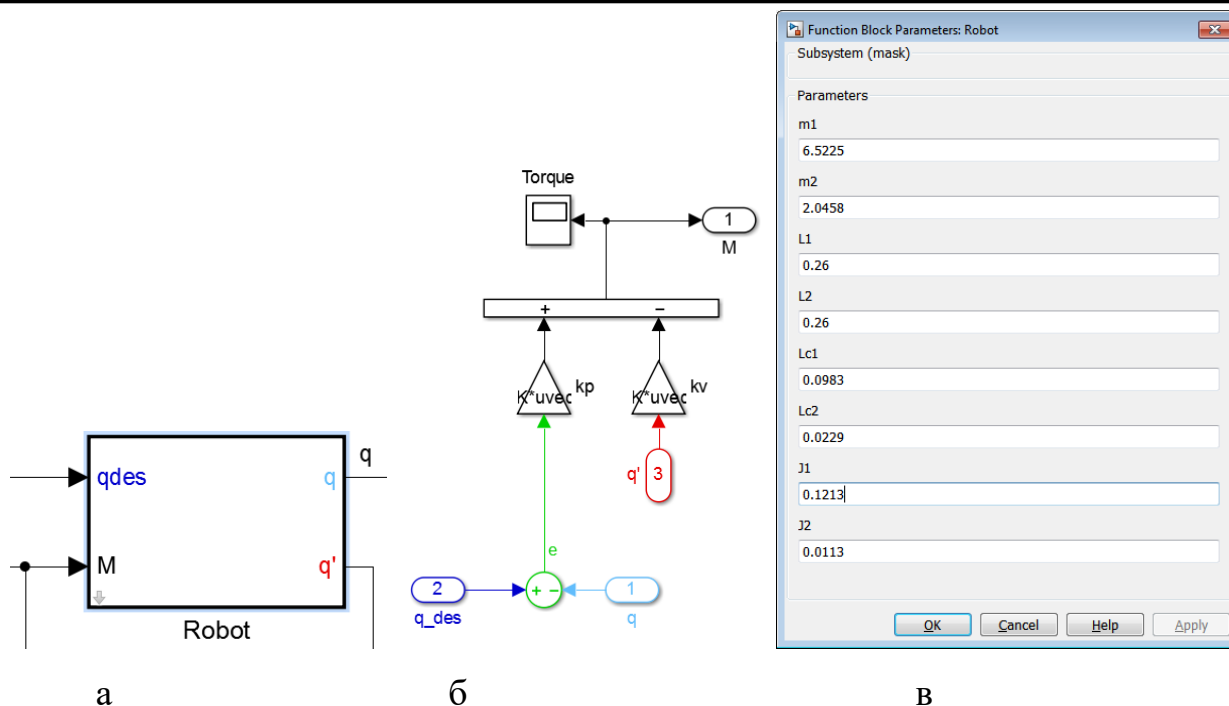 qdes
M
q
q'
q
Robot
Torque
1
M
+
−
K*uvec
kp
K*uvec
kv
q'
3
e
2
q_des
+ −
1
q
Function Block Parameters: Robot
Subsystem (mask)
Parameters
m1
6.5225
m2
2.0458
L1
0.26
L2
0.26
Lc1
0.0983
Lc2
0.0229
J1
0.1213
J2
0.0113
OK Cancel Help Apply
а б в